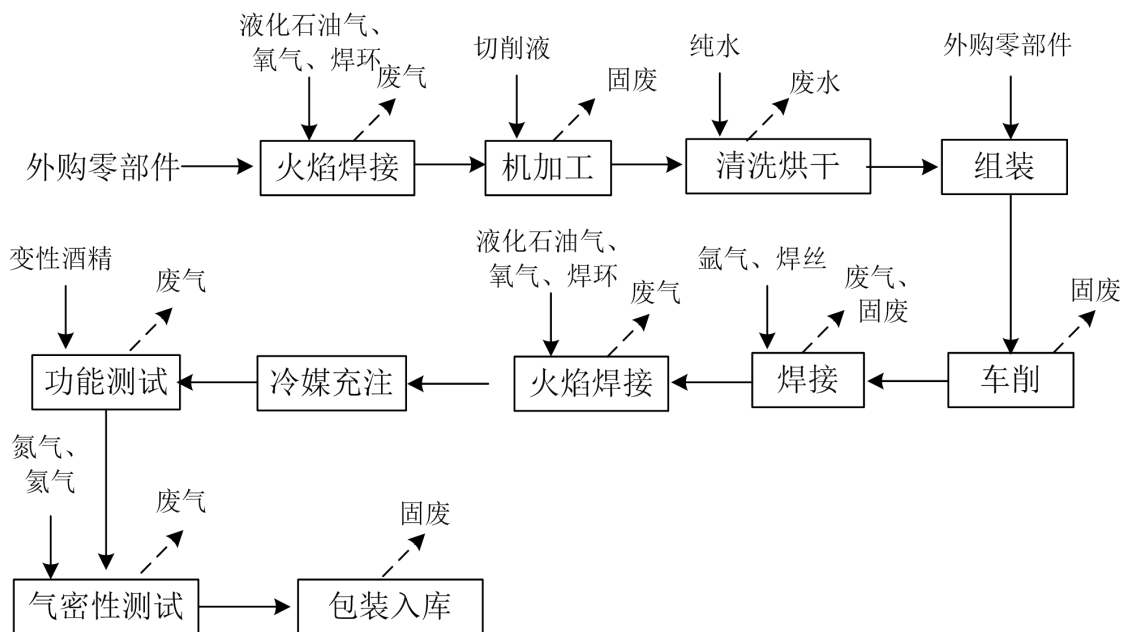 液化石油气、
氧气、焊环
废气
切削液
固废
纯水
废水
外购零部件
外购零部件
火焰焊接
机加工
清洗烘干
组装
变性酒精
废气
液化石油气、
氧气、焊环
废气
氩气、焊丝
废气、
固废
固废
功能测试
冷媒充注
火焰焊接
焊接
车削
氮气、
氦气
废气
固废
气密性测试
包装入库